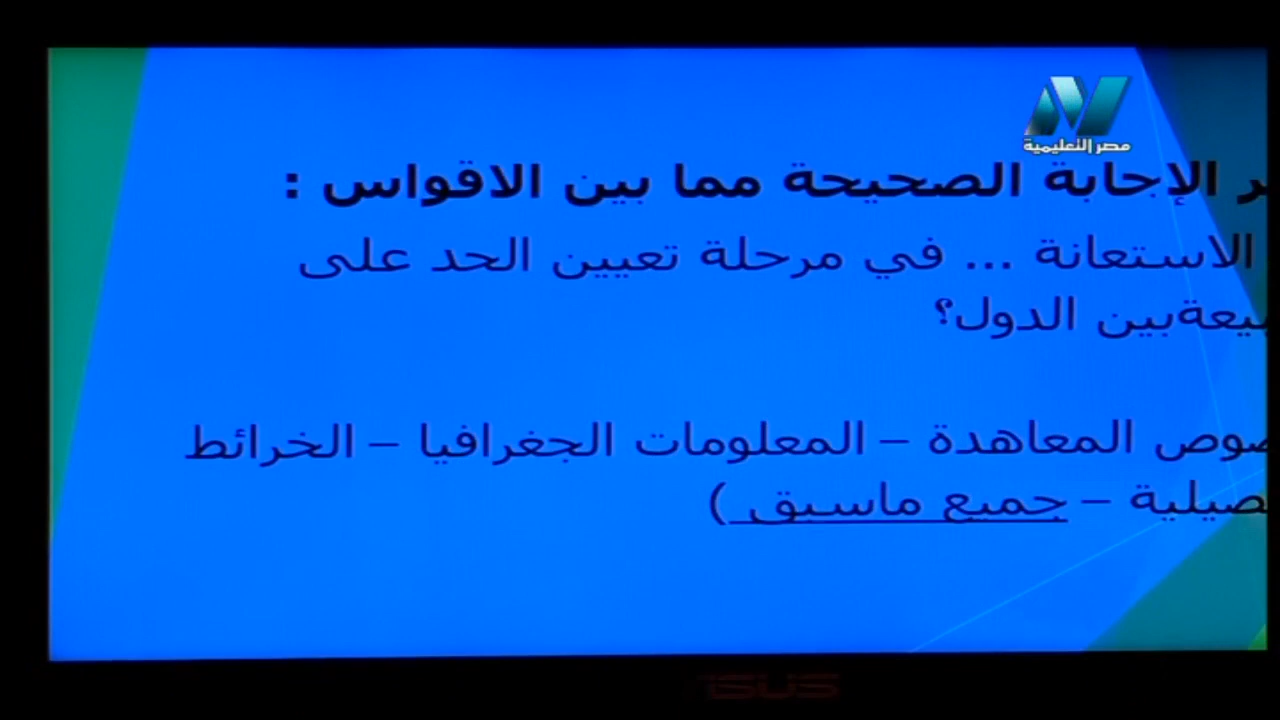 مصر التعليمية
الإجابة الصحيحة مما بين الاقواس :
الاستعانة ... في مرحلة تعيين الحد على
بين الدول؟
المعاهدة – المعلومات الجغرافيا – الخرائط
– جميع ماسبق )
ASUS